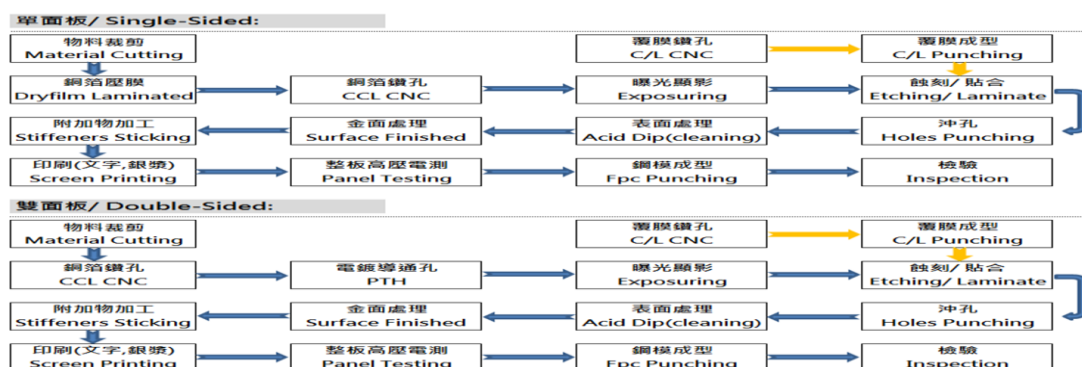 單面板/ Single-Sided:
物料裁剪
Material Cutting
覆膜鑽孔
C/L CNC
覆膜成型
C/L Punching
銅箔壓膜
Dryfilm Laminated
銅箔鑽孔
CCL CNC
曝光顯影
Exposuring
蝕刻/ 貼合
Etching/ Laminate
附加物加工
Stiffeners Sticking
金面處理
Surface Finished
表面處理
Acid Dip(cleaning)
沖孔
Holes Punching
印刷(文字,銀漿)
Screen Printing
整板高壓電測
Panel Testing
鋼模成型
Fpc Punching
檢驗
Inspection
雙面板/ Double-Sided:
物料裁剪
Material Cutting
覆膜鑽孔
C/L CNC
覆膜成型
C/L Punching
銅箔鑽孔
CCL CNC
電鍍導通孔
PTH
曝光顯影
Exposuring
蝕刻/ 貼合
Etching/ Laminate
附加物加工
Stiffeners Sticking
金面處理
Surface Finished
表面處理
Acid Dip(cleaning)
沖孔
Holes Punching
印刷(文字,銀漿)
Screen Printing
整板高壓電測
Panel Testing
鋼模成型
Fpc Punching
檢驗
Inspection